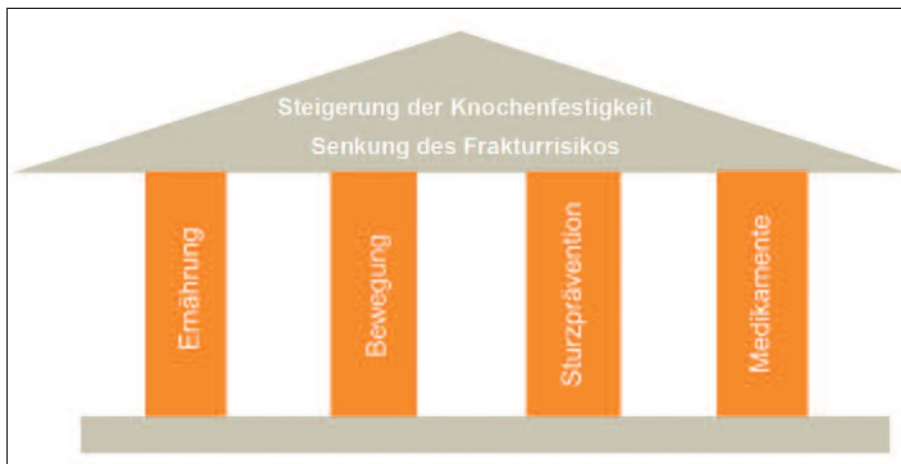 Steigerung der Knochenfestigkeit
Senkung des Frakturrisikos
Ernährung
Bewegung
Sturzprävention
Medikamente